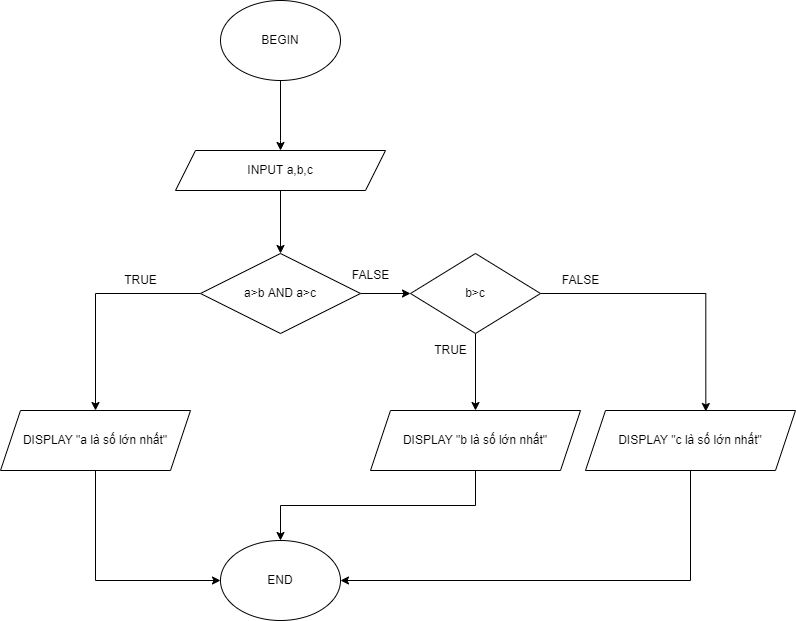 BEGIN
INPUT a,b,c
a>b AND a>c
TRUE
FALSE
b>c
FALSE
TRUE
DISPLAY "a là số lớn nhất"
DISPLAY "b là số lớn nhất"
DISPLAY "c là số lớn nhất"
END